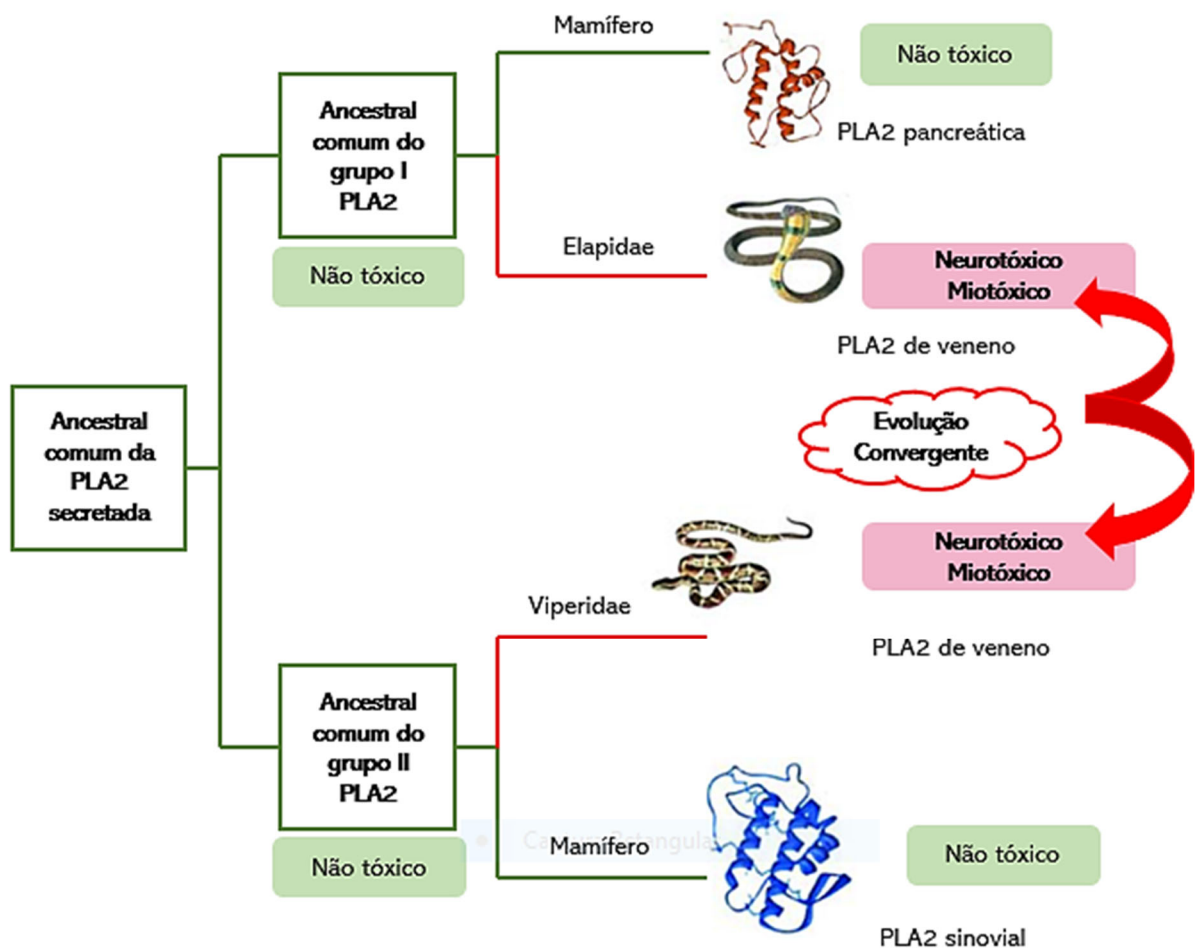 Mamífero
Não tóxico
PLA2 pancreática
Ancestral
comum do
grupo I
PLA2
Não tóxico
Elapidae
Neurotóxico
Miotóxico
PLA2 de veneno
Ancestral
comum da
PLA2
secretada
Evolução
Convergente
Neurotóxico
Miotóxico
Viperidae
PLA2 de veneno
Ancestral
comum do
grupo II
PLA2
Não tóxico
Mamífero
Não tóxico
PLA2 sinovial